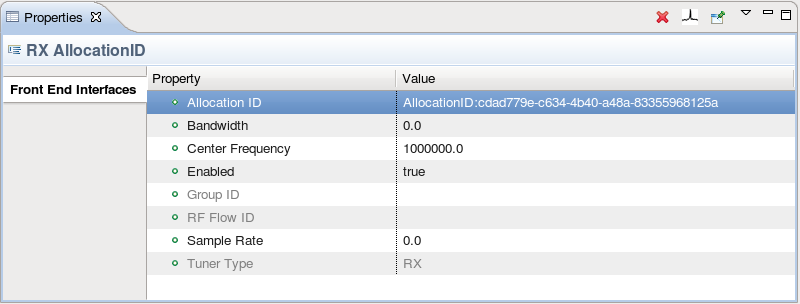 Properties
RX AllocationID
Front End Interfaces
Property Value
Allocation ID AllocationID:cdad779e-c634-4b40-a48a-83355968125a
Bandwidth 0.0
Center Frequency 1000000.0
Enabled true
Group ID
RF Flow ID
Sample Rate 0.0
Tuner Type RX